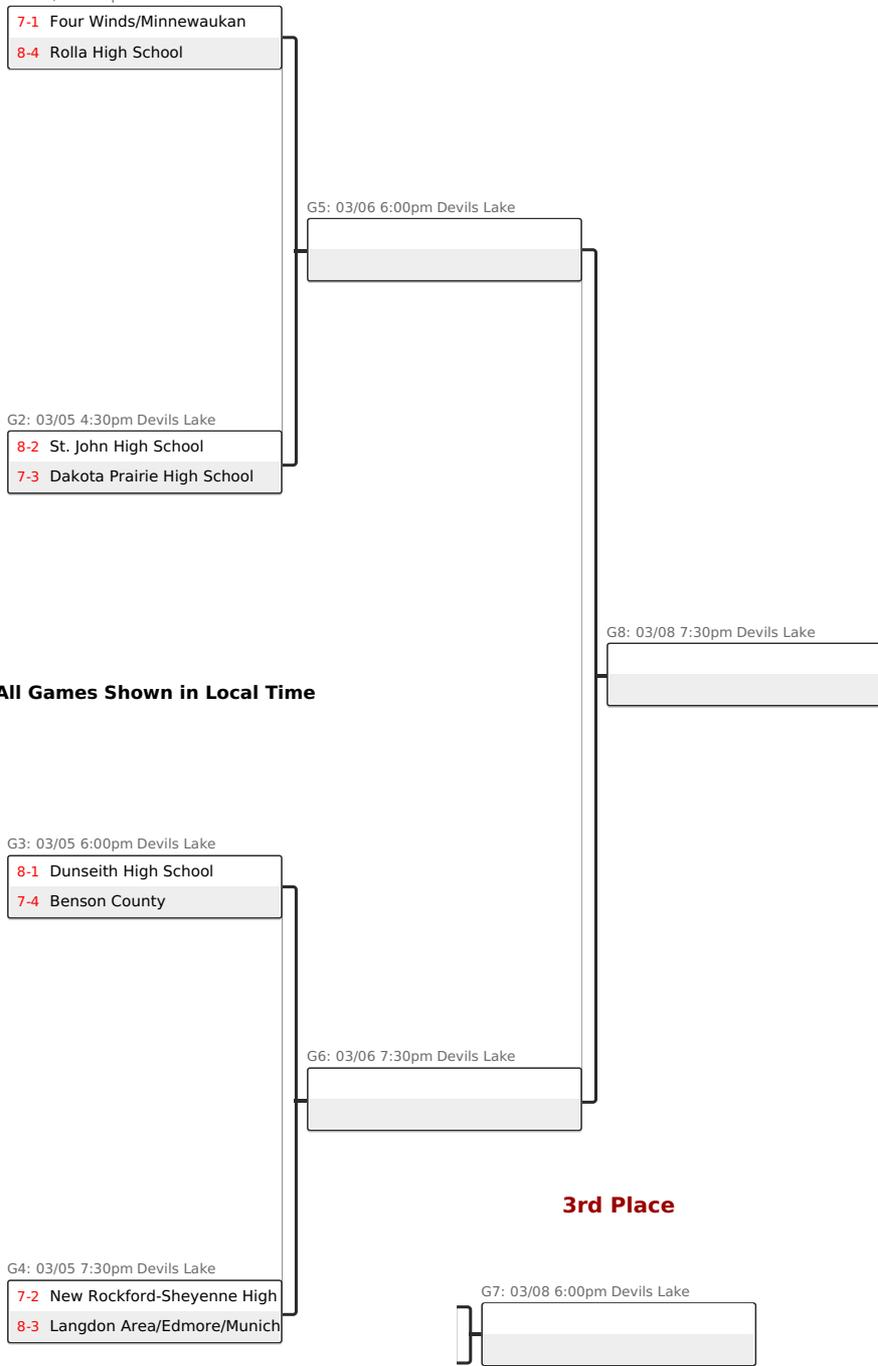 7-1 Four Winds/Minnewaukan
8-4 Rolla High School
G5: 03/06 6:00pm Devils Lake
G2: 03/05 4:30pm Devils Lake
8-2 St. John High School
7-3 Dakota Prairie High School
G8: 03/08 7:30pm Devils Lake
All Games Shown in Local Time
G3: 03/05 6:00pm Devils Lake
8-1 Dunseith High School
7-4 Benson County
G6: 03/06 7:30pm Devils Lake
3rd Place
G4: 03/05 7:30pm Devils Lake
7-2 New Rockford-Sheyenne High
8-3 Langdon Area/Edmore/Munich
G7: 03/08 6:00pm Devils Lake